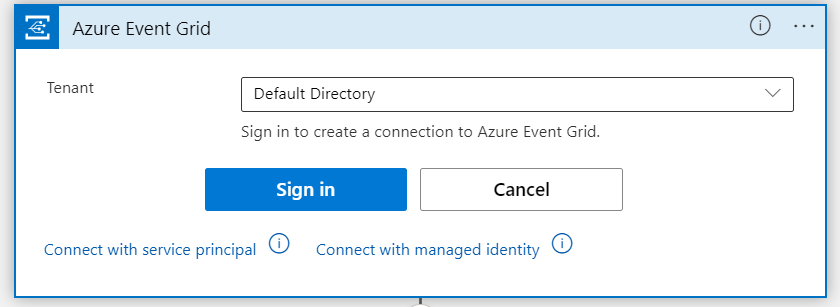 Azure Event Grid
Tenant
Default Directory
Sign in to create a connection to Azure Event Grid.
Sign in
Cancel
Connect with service principal
Connect with managed identity